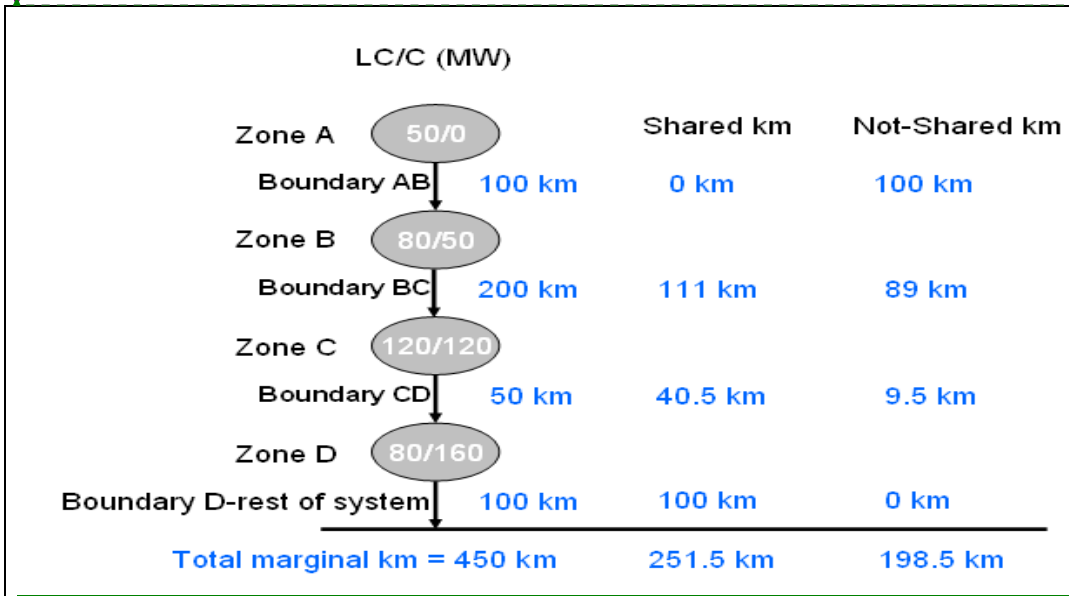 LC/C (MW)
Shared km Not-Shared km
Zone A 50/0
Boundary AB 100 km 0 km 100 km
Zone B 80/50
Boundary BC 200 km 111 km 89 km
Zone C 120/120
Boundary CD 50 km 40.5 km 9.5 km
Zone D 80/160
Boundary D-rest of system 100 km 100 km 0 km
Total marginal km = 450 km 251.5 km 198.5 km